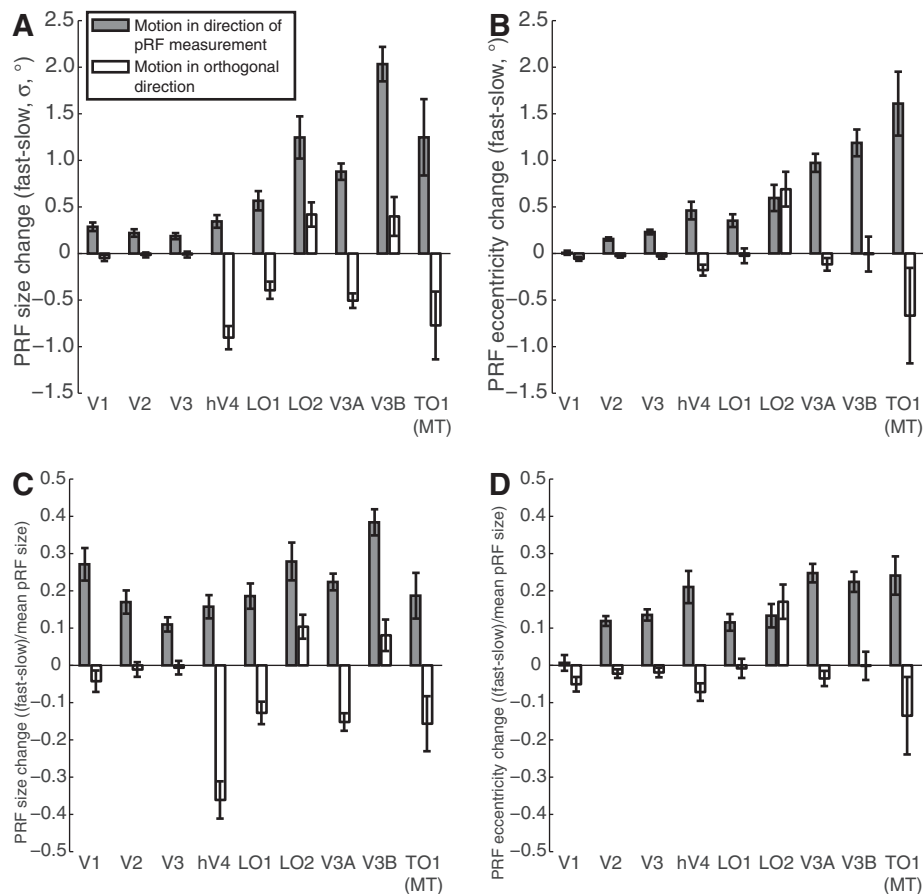 A
Motion in direction of
pRF measurement
Motion in orthogonal
direction
PRF size change (fast-slow, σ, °)
2.5
2.0
1.5
1.0
0.5
0
−0.5
−1.0
−1.5
V1 V2 V3 hV4 LO1 LO2 V3A V3B TO1
(MT)
B
PRF eccentricity change (fast-slow, °)
2.5
2.0
1.5
1.0
0.5
0
−0.5
−1.0
−1.5
V1 V2 V3 hV4 LO1 LO2 V3A V3B TO1
(MT)
C
PRF size change ((fast-slow)/mean pRF size)
0.5
0.4
0.3
0.2
0.1
0
−0.1
−0.2
−0.3
−0.4
−0.5
V1 V2 V3 hV4 LO1 LO2 V3A V3B TO1
(MT)
D
PRF eccentricity change ((fast-slow)/mean pRF size)
0.5
0.4
0.3
0.2
0.1
0
−0.1
−0.2
−0.3
−0.4
−0.5
V1 V2 V3 hV4 LO1 LO2 V3A V3B TO1
(MT)